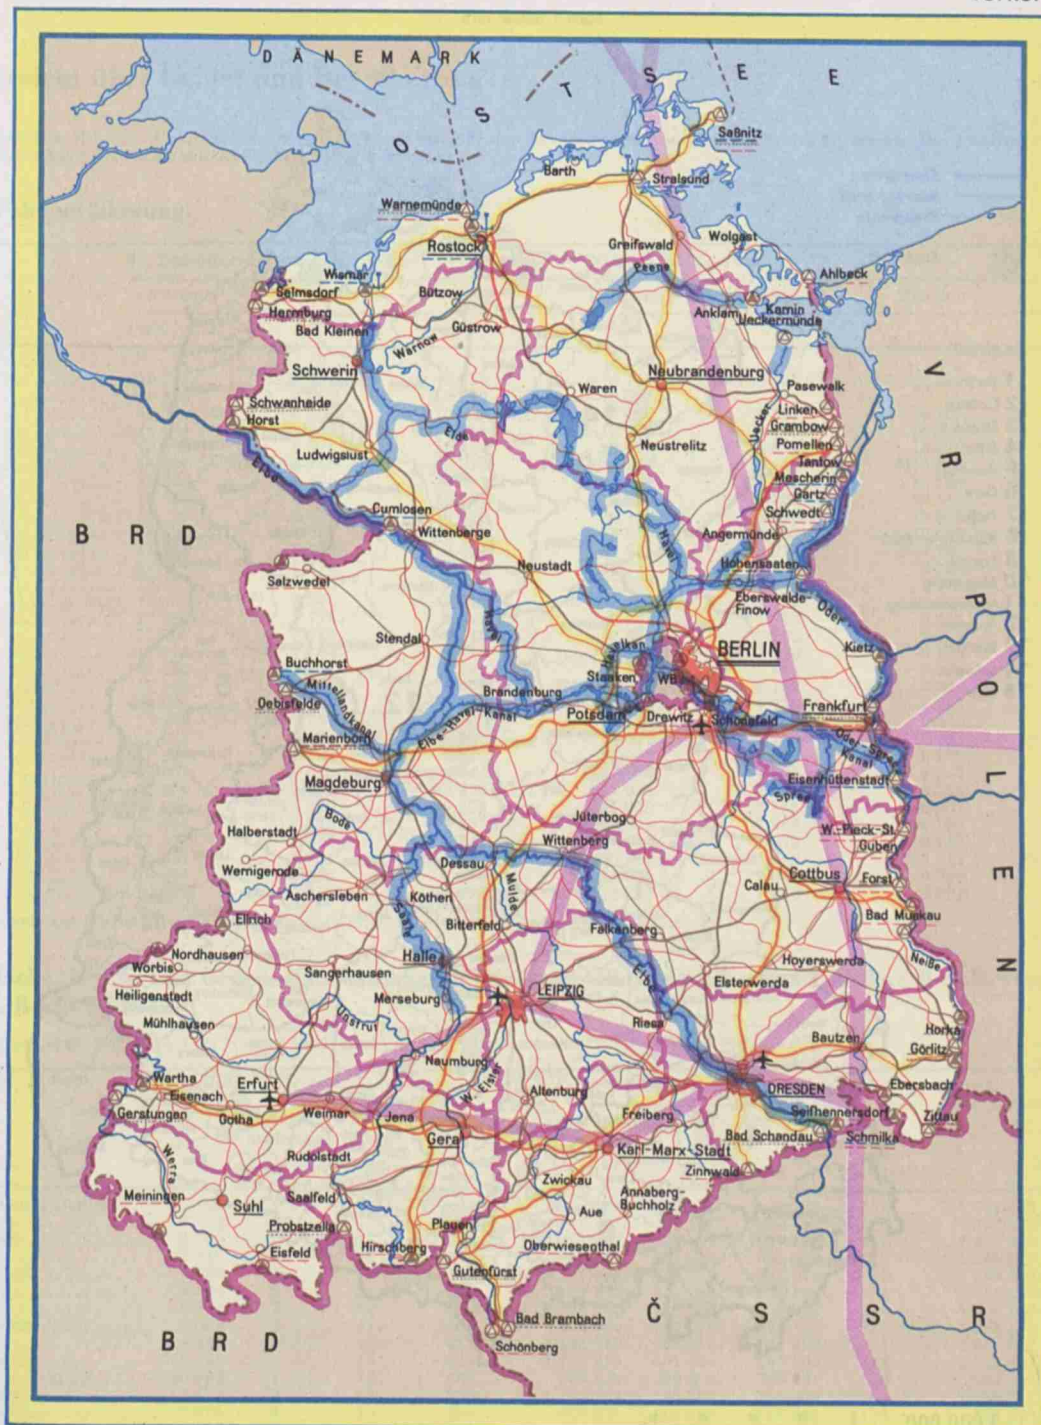 DÄNEMARK
OSTSEE
Saßnitz
Barth
Stralsund
Warnemünde
Rostock
Greifswald
Wolgast
Wismar
Peene
Ahlbeck
Selmsdorf
Bützow
Herrnburg
Anklam
Kamin
Ueckermünde
Bad Kleinen
Güstrow
Warnow
Schwerin
Neubrandenburg
VR POLEN
Waren
Pasewalk
Schwanheide
Linken
Horst
Uecker
Grambow
Elde
Neustrelitz
Pomellen
Ludwigslust
Tantow
Elbe
Mescherin
Gartz
Cumlosen
Schwedt
BRD
Wittenberge
Angermünde
Havel
Hohensaaten
Salzwedel
Neustadt
Eberswalde-
Finow
Oder
Havel
Stendal
Havelkan.
BERLIN
Kietz
Buchhorst
Staaken
WB
Mittellandkanal
Brandenburg
Oebisfelde
Potsdam
Drewitz
Schönefeld
Frankfurt
Elbe-Havel-Kanal
Marienborn
Oder-Spree
Kanal
Magdeburg
Eisenhüttenstadt
Spree
Bode
Jüterbog
Halberstadt
W.-Pieck-St.
Wittenberg
Guben
Wernigerode
Dessau
Aschersleben
Köthen
Mulde
Calau
Cottbus
Forst
Saale
Ellrich
Bitterfeld
Falkenberg
Bad Muskau
Nordhausen
Halle
Neiße
Worbis
Sangerhausen
Hoyerswerda
Elbe
Elsterwerda
Heiligenstadt
Merseburg
LEIPZIG
Mühlhausen
Unstrut
Riesa
Horka
Bautzen
Görlitz
Naumburg
Wartha
Erfurt
W. Elster
Altenburg
DRESDEN
Ebersbach
Eisenach
Gerstungen
Gotha
Weimar
Jena
Freiberg
Seifhennersdorf
Zittau
Gera
Bad Schandau
Schmilka
Werra
Rudolstadt
Karl-Marx-Stadt
Zinnwald
Meiningen
Suhl
Saalfeld
Zwickau
Annaberg-
Buchholz
Probstzella
Plauen
Aue
Eisfeld
Hirschberg
Oberwiesenthal
Gutenfürst
BRD
Bad Brambach
ČSSR
Schönberg